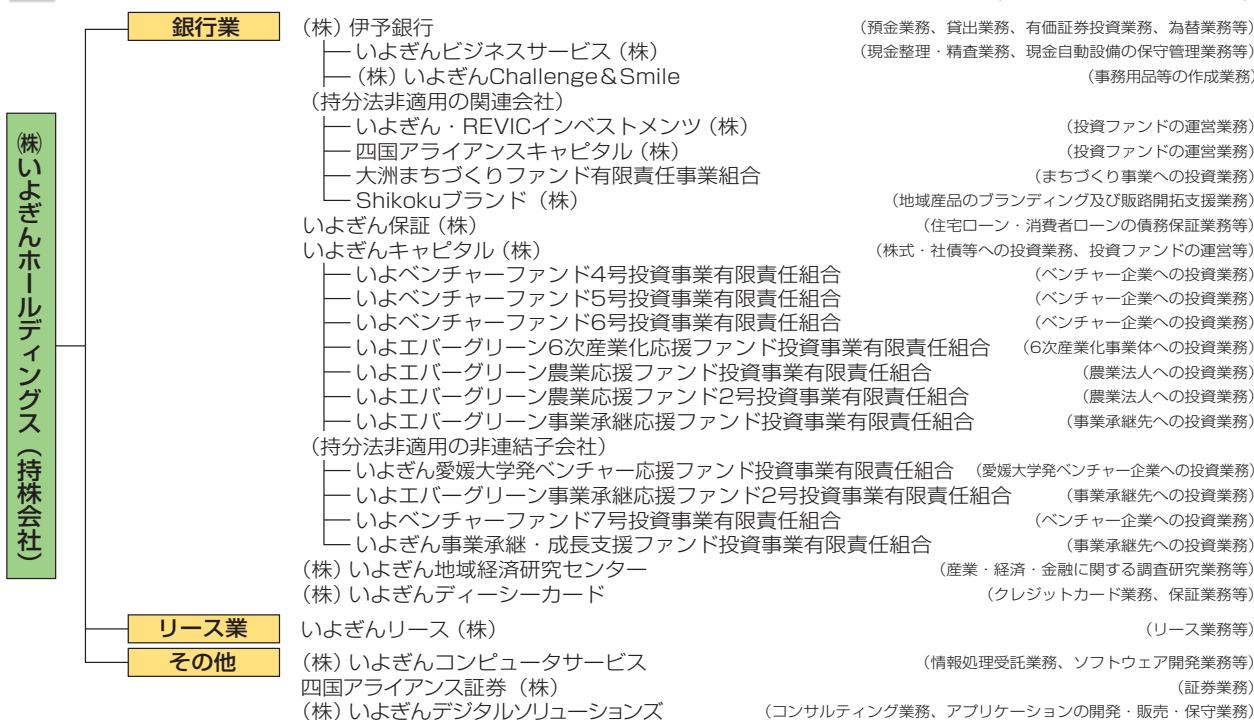 ㈱いよぎんホールディングス（持株会社）
銀行業
（株）伊予銀行 （預金業務、貸出業務、有価証券投資業務、為替業務等）
いよぎんビジネスサービス（株） （現金整理・精査業務、現金自動設備の保守管理業務等）
（株）いよぎんChallenge＆Smile （事務用品等の作成業務）
（持分法非適用の関連会社）
いよぎん・REVICインベストメンツ（株） （投資ファンドの運営業務）
四国アライアンスキャピタル（株） （投資ファンドの運営業務）
大洲まちづくりファンド有限責任事業組合 （まちづくり事業への投資業務）
Shikokuブランド（株） （地域産品のブランディング及び販路開拓支援業務）
いよぎん保証（株） （住宅ローン・消費者ローンの債務保証業務等）
いよぎんキャピタル（株） （株式・社債等への投資業務、投資ファンドの運営等）
いよベンチャーファンド4号投資事業有限責任組合 （ベンチャー企業への投資業務）
いよベンチャーファンド5号投資事業有限責任組合 （ベンチャー企業への投資業務）
いよベンチャーファンド6号投資事業有限責任組合 （ベンチャー企業への投資業務）
いよエバーグリーン6次産業化応援ファンド投資事業有限責任組合 （6次産業化事業体への投資業務）
いよエバーグリーン農業応援ファンド投資事業有限責任組合 （農業法人への投資業務）
いよエバーグリーン農業応援ファンド2号投資事業有限責任組合 （農業法人への投資業務）
いよエバーグリーン事業承継応援ファンド投資事業有限責任組合 （事業承継先への投資業務）
（持分法非適用の非連結子会社）
いよぎん愛媛大学発ベンチャー応援ファンド投資事業有限責任組合 （愛媛大学発ベンチャー企業への投資業務）
いよエバーグリーン事業承継応援ファンド2号投資事業有限責任組合 （事業承継先への投資業務）
いよベンチャーファンド7号投資事業有限責任組合 （ベンチャー企業への投資業務）
いよぎん事業承継・成長支援ファンド投資事業有限責任組合 （事業承継先への投資業務）
（株）いよぎん地域経済研究センター （産業・経済・金融に関する調査研究業務等）
（株）いよぎんディーシーカード （クレジットカード業務、保証業務等）
リース業
いよぎんリース（株） （リース業務等）
その他
（株）いよぎんコンピュータサービス （情報処理受託業務、ソフトウェア開発業務等）
四国アライアンス証券（株） （証券業務）
（株）いよぎんデジタルソリューションズ （コンサルティング業務、アプリケーションの開発・販売・保守業務）